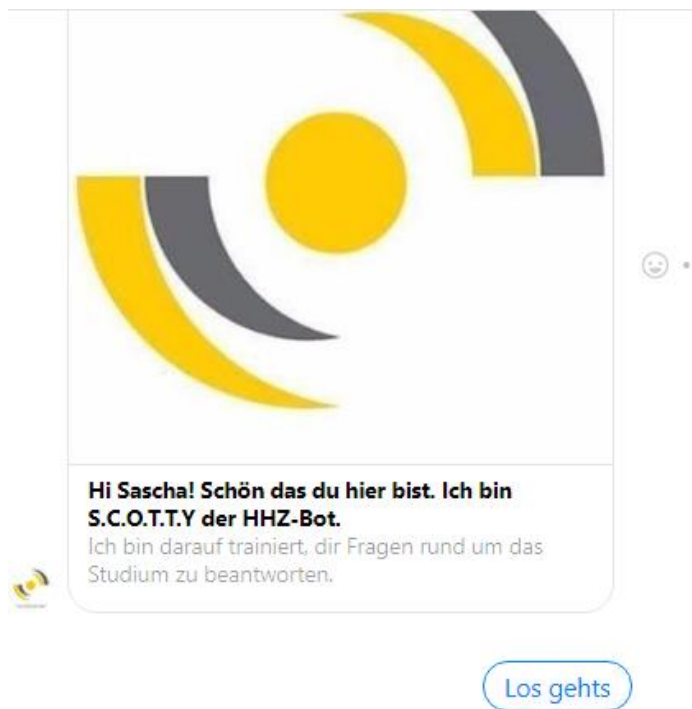 Hi Sascha! Schön das du hier bist. Ich bin
S.C.O.T.T.Y der HHZ-Bot.
Ich bin darauf trainiert, dir Fragen rund um das
Studium zu beantworten.
Los gehts